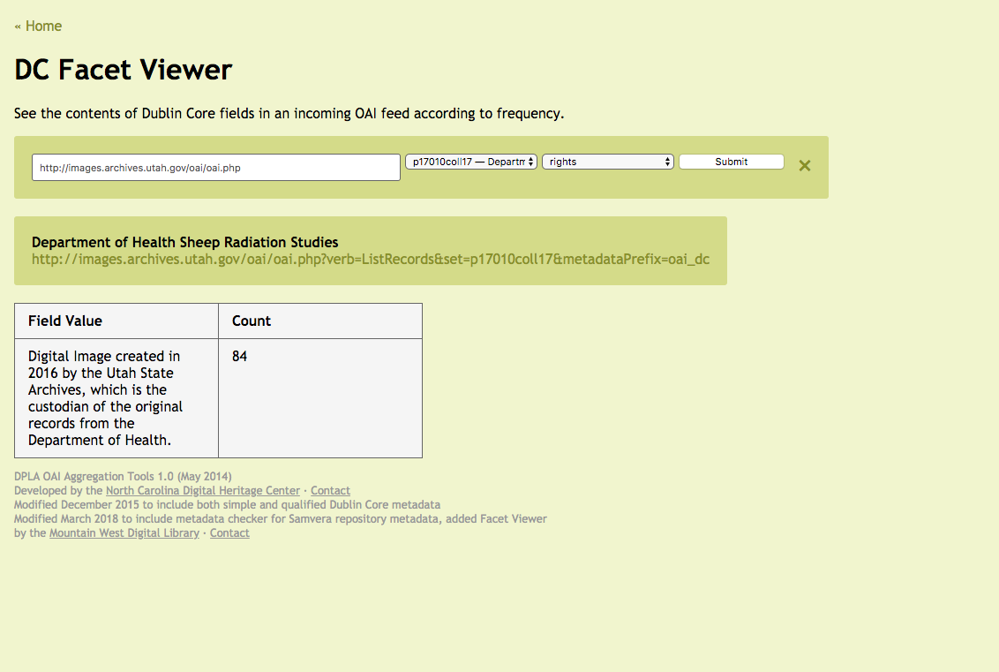 « Home
DC Facet Viewer
See the contents of Dublin Core fields in an incoming OAI feed according to frequency.
http://images.archives.utah.gov/oai/oai.php
p17010coll17 — Departm
rights
Submit
×
Department of Health Sheep Radiation Studies
http://images.archives.utah.gov/oai/oai.php?verb=ListRecords&set=p17010coll17&metadataPrefix=oai_dc
Field Value
Count
Digital Image created in
2016 by the Utah State
Archives, which is the
custodian of the original
records from the
Department of Health.
84
DPLA OAI Aggregation Tools 1.0 (May 2014)
Developed by the North Carolina Digital Heritage Center · Contact
Modified December 2015 to include both simple and qualified Dublin Core metadata
Modified March 2018 to include metadata checker for Samvera repository metadata, added Facet Viewer
by the Mountain West Digital Library · Contact